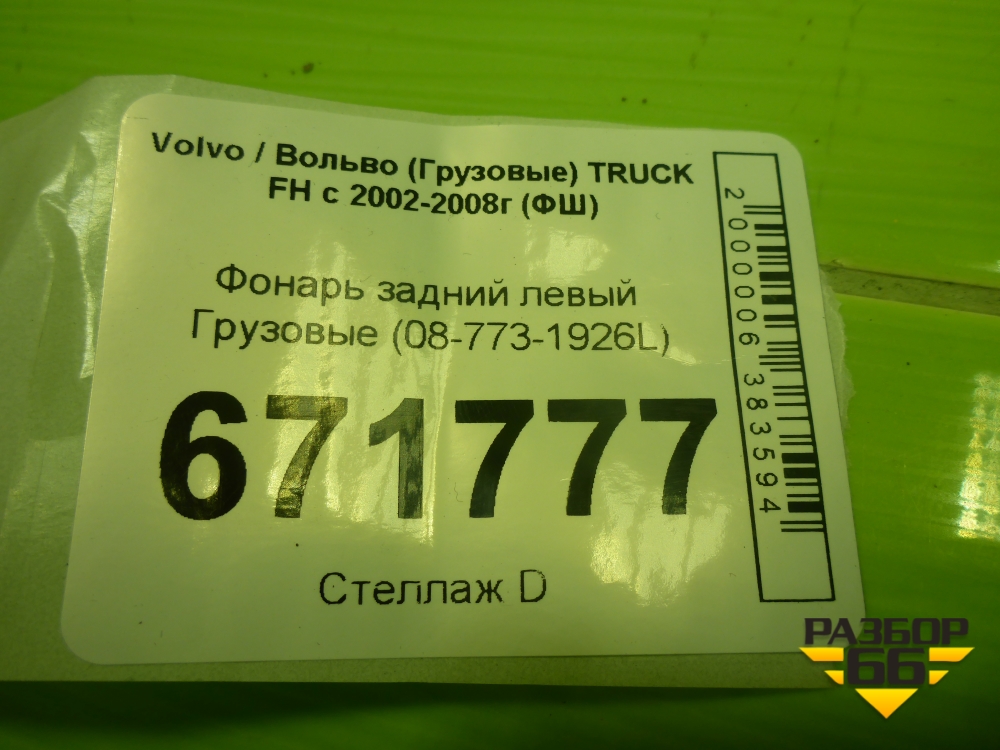 Volvo / Вольво (Грузовые) TRUCK
FH с 2002-2008г (ФШ)
Фонарь задний левый
Грузовые (08-773-1926L)
671777
Стеллаж D
2000006383594
РАЗБОР
66